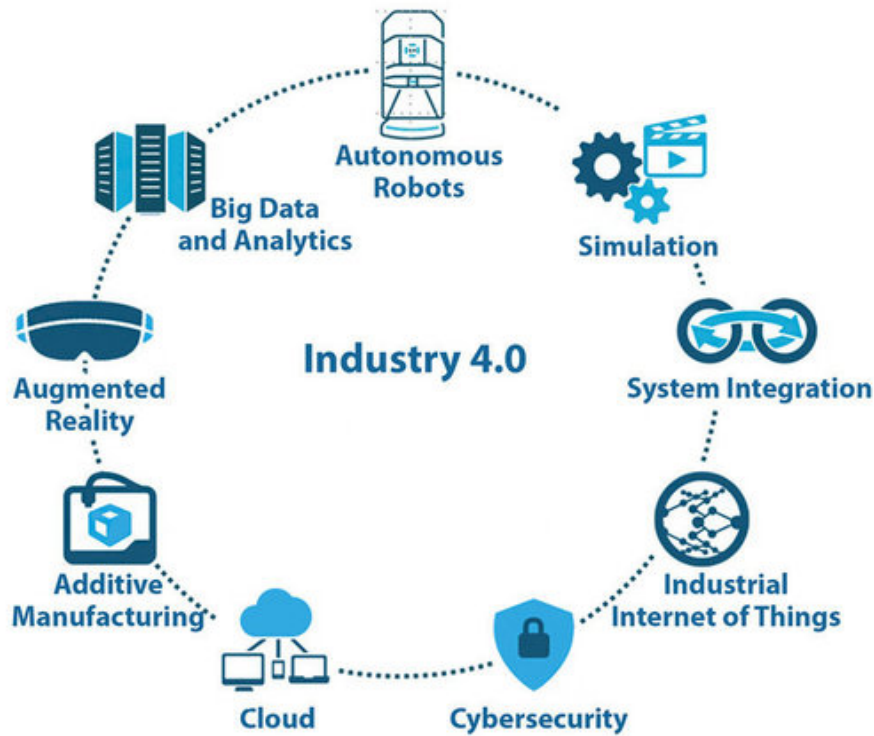 Autonomous
Robots
Big Data
and Analytics
Simulation
Industry 4.0
Augmented
Reality
System Integration
Additive
Manufacturing
Industrial
Internet of Things
Cloud
Cybersecurity